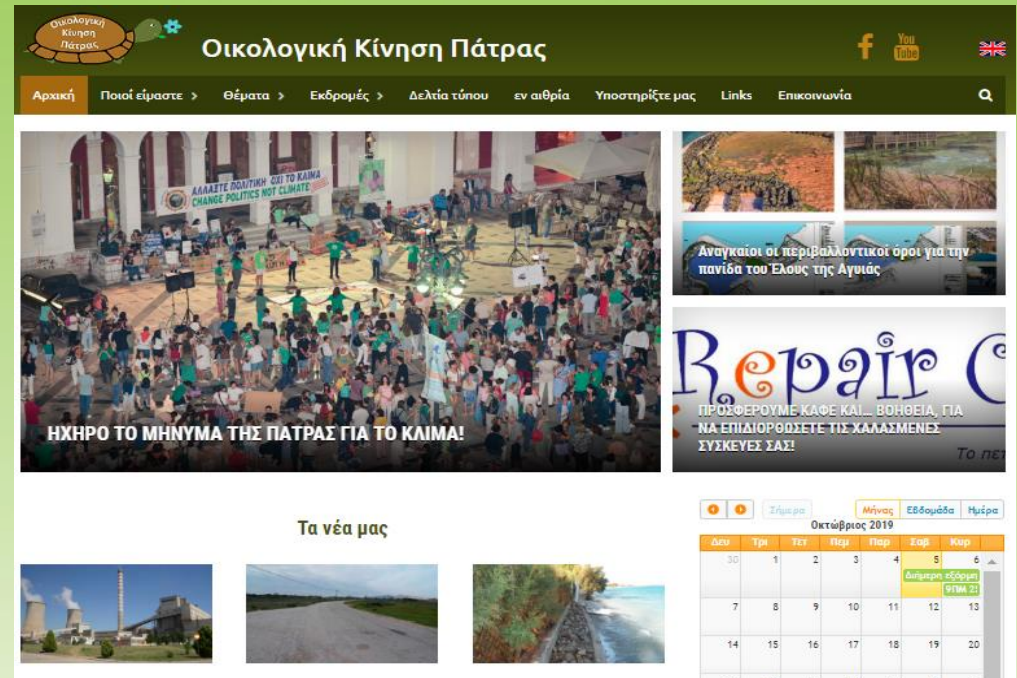 Οικολογική
Κίνηση
Πάτρας
Οικολογική Κίνηση Πάτρας
f
You
Tube
Αρχική Ποιοί είμαστε > Θέματα > Εκδρομές > Δελτία τύπου εν αιθρία Υποστηρίξτε μας Links Επικοινωνία
ΑΛΛΑΞΤΕ ΠΟΛΙΤΙΚΗ ΟΧΙ ΤΟ ΚΛΙΜΑ
CHANGE POLITICS NOT CLIMATE
ΗΧΗΡΟ ΤΟ ΜΗΝΥΜΑ ΤΗΣ ΠΑΤΡΑΣ ΓΙΑ ΤΟ ΚΛΙΜΑ!
Αναγκαίοι οι περιβαλλοντικοί όροι για την
πανίδα του Έλους της Αγυιάς
Repair C
ΠΡΟΣΦΕΡΟΥΜΕ ΚΑΦΕ ΚΑΙ... ΒΟΗΘΕΙΑ, ΓΙΑ
ΝΑ ΕΠΙΔΙΟΡΘΩΣΕΤΕ ΤΙΣ ΧΑΛΑΣΜΕΝΕΣ
ΣΥΣΚΕΥΕΣ ΣΑΣ!
Το πετ
Τα νέα μας
Σήμερα Μήνας Εβδομάδα Ημέρα
Οκτώβριος 2019
Δευ Τρι Τετ Πεμ Παρ Σαβ Κυρ
30 1 2 3 4 5 6
Διήμερη εξόρμη
9ΠΜ 2!
7 8 9 10 11 12 13
14 15 16 17 18 19 20